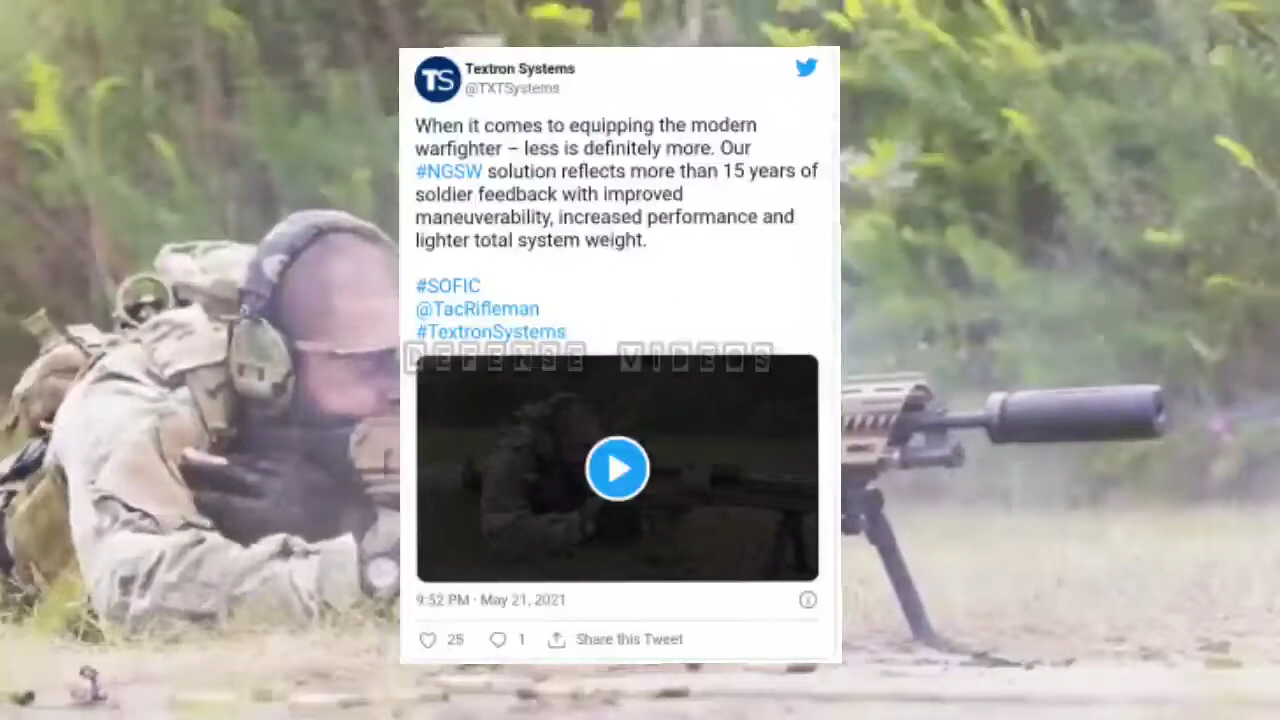 TS
Textron Systems
@TXTSystems
When it comes to equipping the modern
warfighter – less is definitely more. Our
#NGSW solution reflects more than 15 years of
soldier feedback with improved
maneuverability, increased performance and
lighter total system weight.
#SOFIC
@TacRifleman
#TextronSystems
DEFENSE VIDEOS
9:52 PM · May 21, 2021
25
1
Share this Tweet